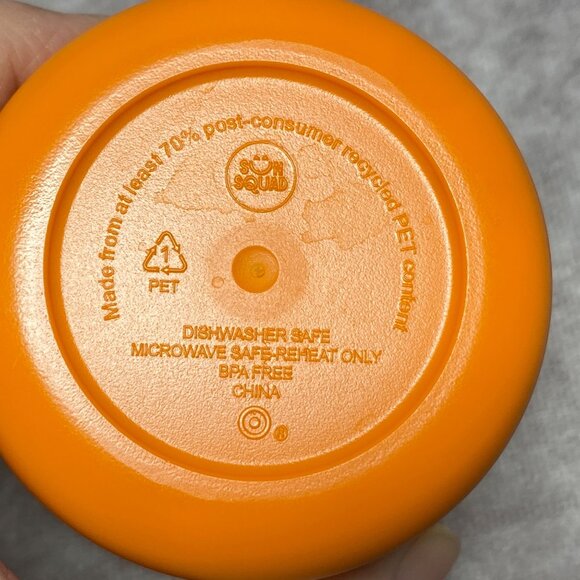 Made from at least 70% post-consumer recycled PET content
SUN
SQUAD
1
PET
DISHWASHER SAFE
MICROWAVE SAFE-REHEAT ONLY
BPA FREE
CHINA
®